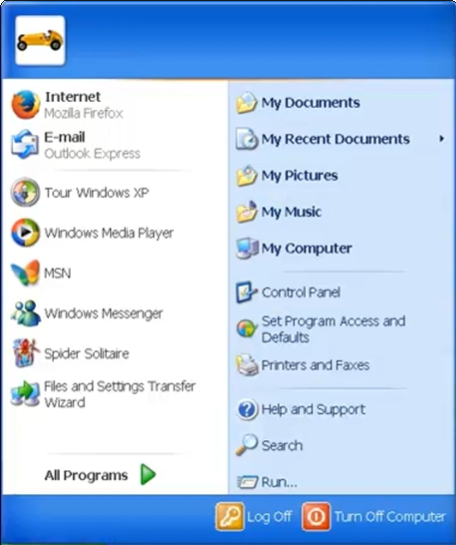 Internet
Mozilla Firefox
E-mail
Outlook Express
Tour Windows XP
Windows Media Player
MSN
Windows Messenger
Spider Solitaire
Files and Settings Transfer
Wizard
All Programs
My Documents
My Recent Documents
My Pictures
My Music
My Computer
Control Panel
Set Program Access and
Defaults
Printers and Faxes
Help and Support
Search
Run...
Log Off
Turn Off Computer